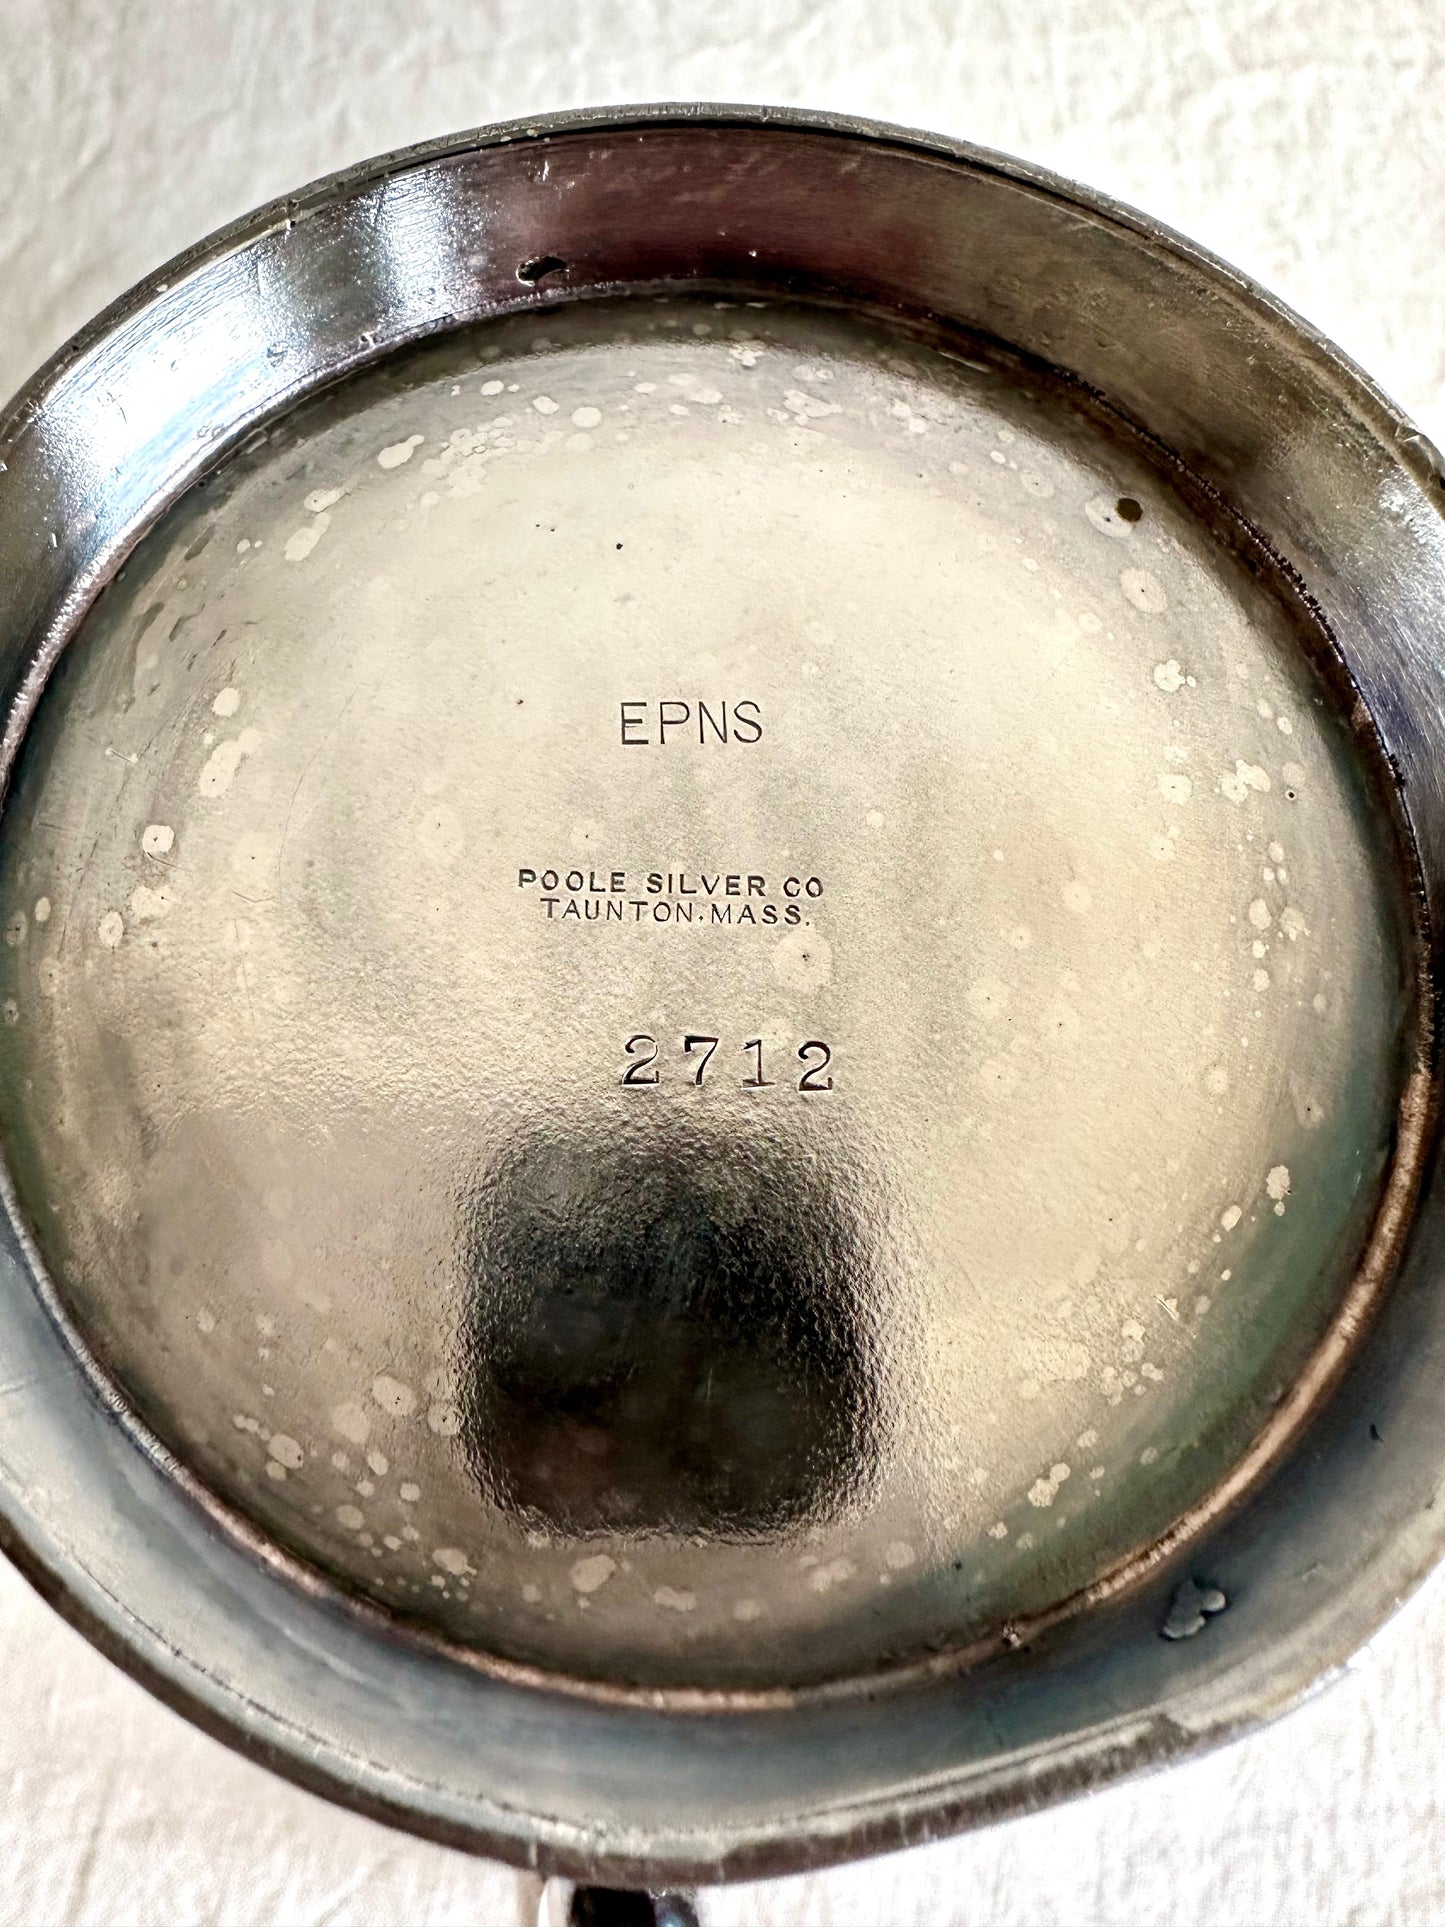 EPNS
POOLE SILVER CO
TAUNTON, MASS.
2712